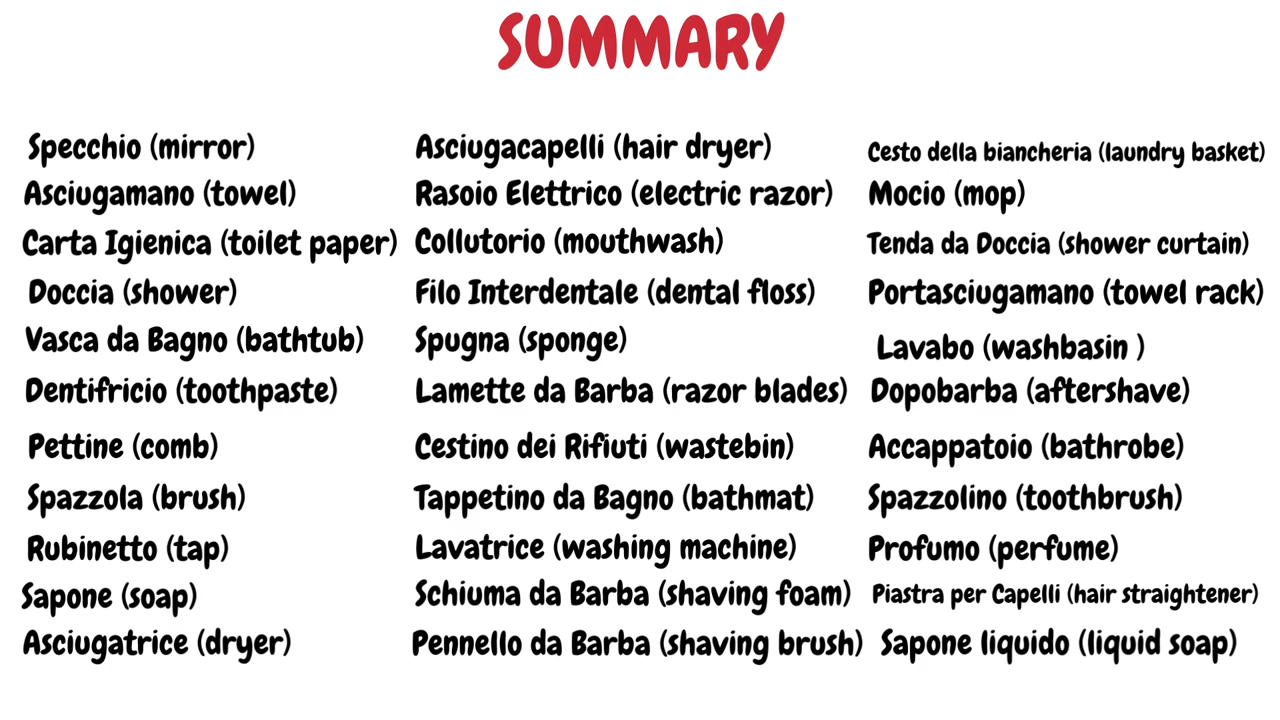 SUMMARY
Specchio (mirror)
Asciugamano (towel)
Carta Igienica (toilet paper)
Doccia (shower)
Vasca da Bagno (bathtub)
Dentifricio (toothpaste)
Pettine (comb)
Spazzola (brush)
Rubinetto (tap)
Sapone (soap)
Asciugatrice (dryer)
Asciugacapelli (hair dryer)
Rasoio Elettrico (electric razor)
Collutorio (mouthwash)
Filo Interdentale (dental floss)
Spugna (sponge)
Lamette da Barba (razor blades)
Cestino dei Rifiuti (wastebin)
Tappetino da Bagno (bathmat)
Lavatrice (washing machine)
Schiuma da Barba (shaving foam)
Pennello da Barba (shaving brush)
Cesto della biancheria (laundry basket)
Mocio (mop)
Tenda da Doccia (shower curtain)
Portasciugamano (towel rack)
Lavabo (washbasin )
Dopobarba (aftershave)
Accappatoio (bathrobe)
Spazzolino (toothbrush)
Profumo (perfume)
Piastra per Capelli (hair straightener)
Sapone liquido (liquid soap)